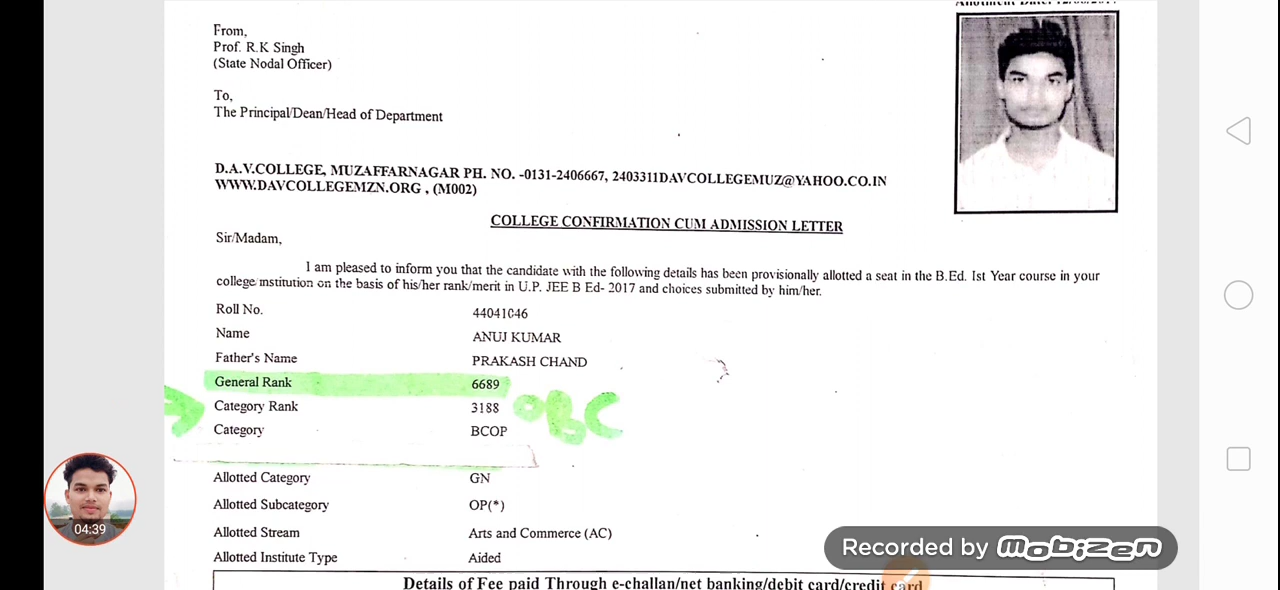 From,
Prof. R.K Singh
(State Nodal Officer)
To,
The Principal/Dean/Head of Department
D.A.V.COLLEGE, MUZAFFARNAGAR PH. NO. -0131-2406667, 2403311DAVCOLLEGEMUZ@YAHOO.CO.IN
WWW.DAVCOLLEGEMZN.ORG , (M002)
COLLEGE CONFIRMATION CUM ADMISSION LETTER
Sir/Madam,
I am pleased to inform you that the candidate with the following details has been provisionally allotted a seat in the B.Ed. Ist Year course in your
college/institution on the basis of his/her rank/merit in U.P. JEE B Ed- 2017 and choices submitted by him/her.
Roll No. 44041046
Name ANUJ KUMAR
Father's Name PRAKASH CHAND
General Rank 6689
Category Rank 3188 OBC
Category BCOP
Allotted Category GN
Allotted Subcategory OP(*)
Allotted Stream Arts and Commerce (AC)
Allotted Institute Type Aided
Details of Fee paid Through e-challan/net banking/debit card/credit card
04:39
Recorded by mobizen